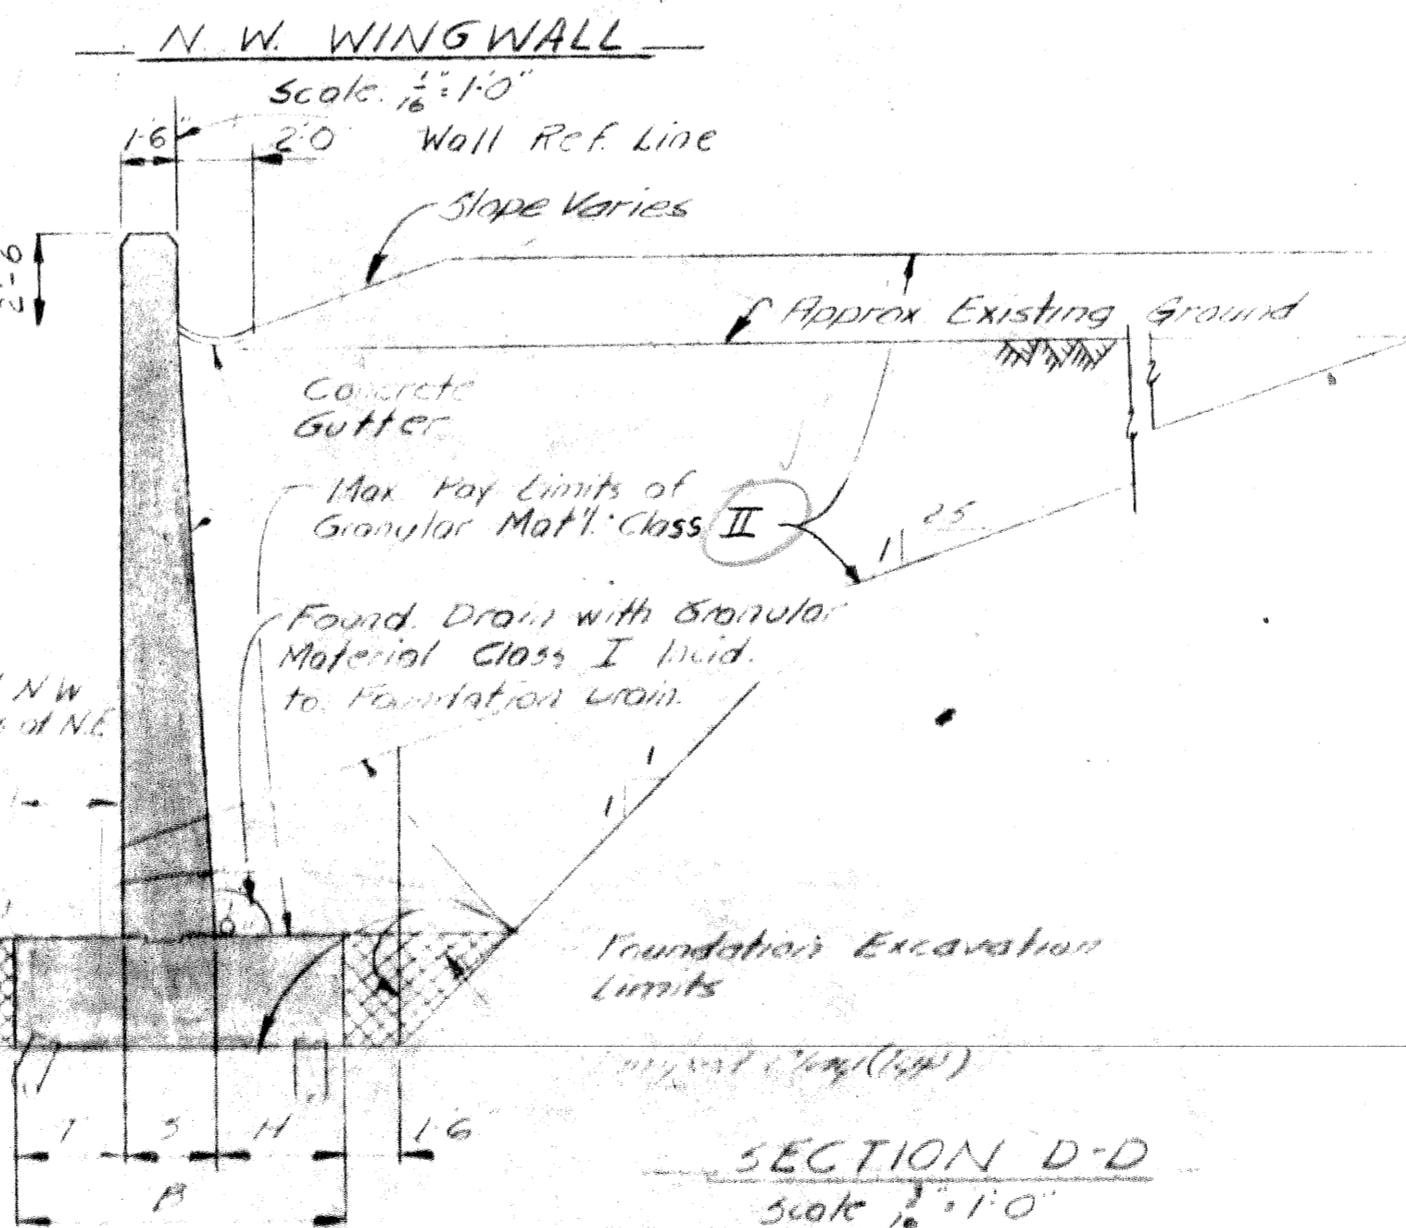 N. W. WINGWALL
Scale. 1/16" = 1'-0"
1'-6"
2'-0
Wall Ref. Line
Slope Varies
2'-6
Approx Existing Ground
Concrete
Gutter
Max Pay Limits of
Granular Mat'l. Class II
1
2.5
Found. Drain with Granular
Material Class I Incid.
to Foundation Drain.
N W
of N.E
1
1
Foundation Excavation
Limits
T
S
H
1'-6
B
SECTION D-D
Scale 1'-0"